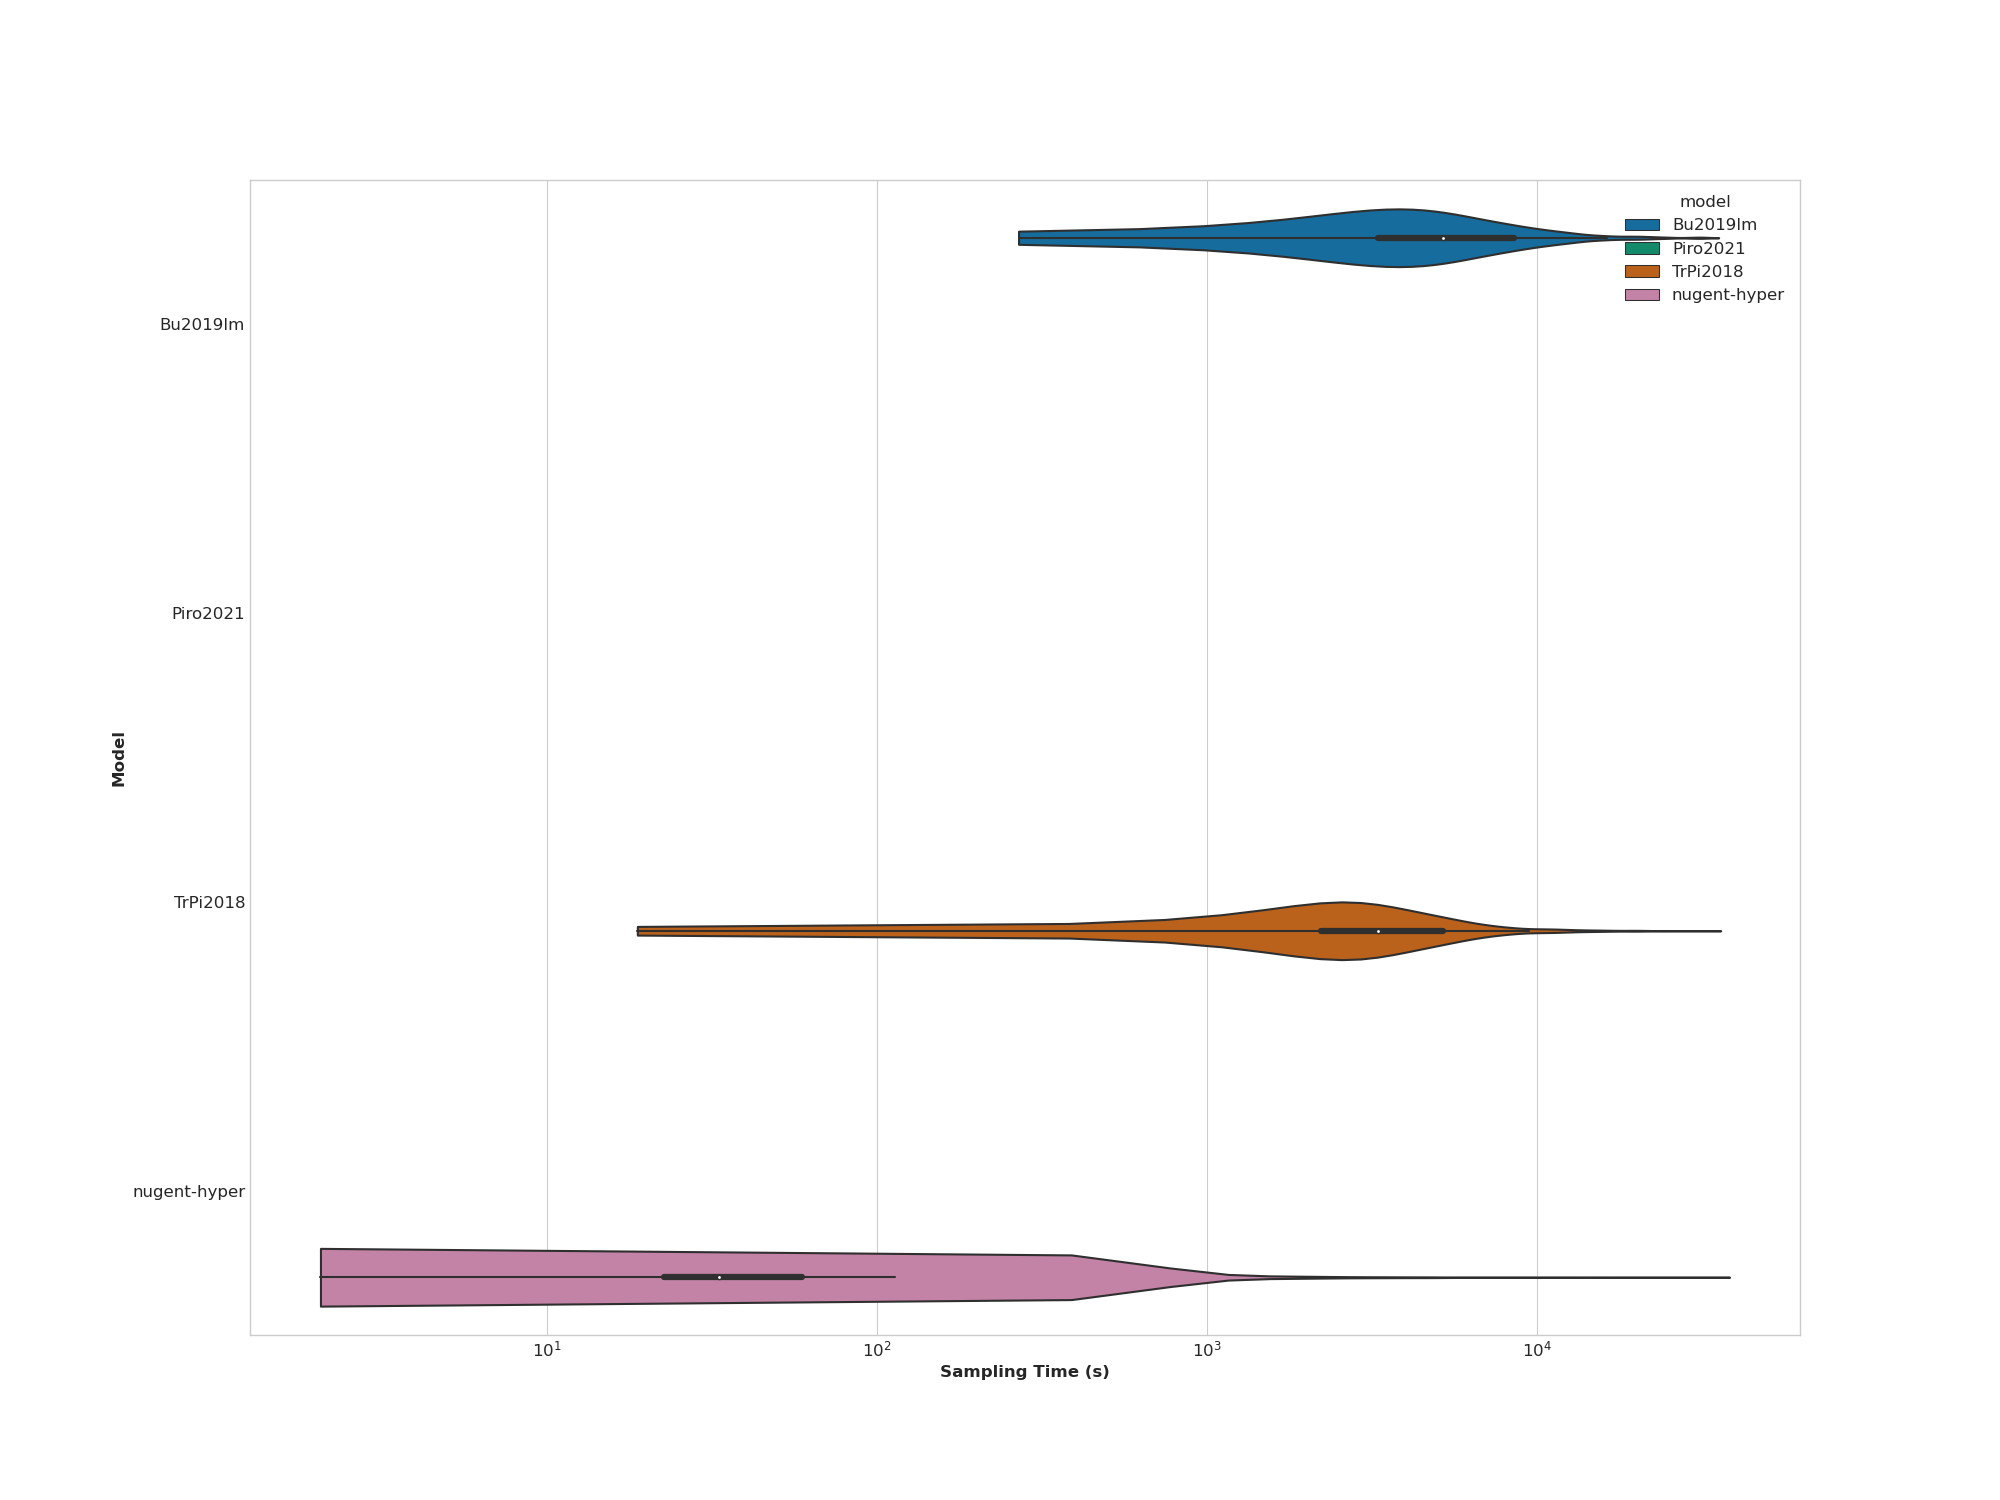 model
Bu2019lm
Piro2021
TrPi2018
nugent-hyper
Bu2019lm
Piro2021
TrPi2018
nugent-hyper
Model
10¹ 10² 10³ 10⁴
Sampling Time (s)